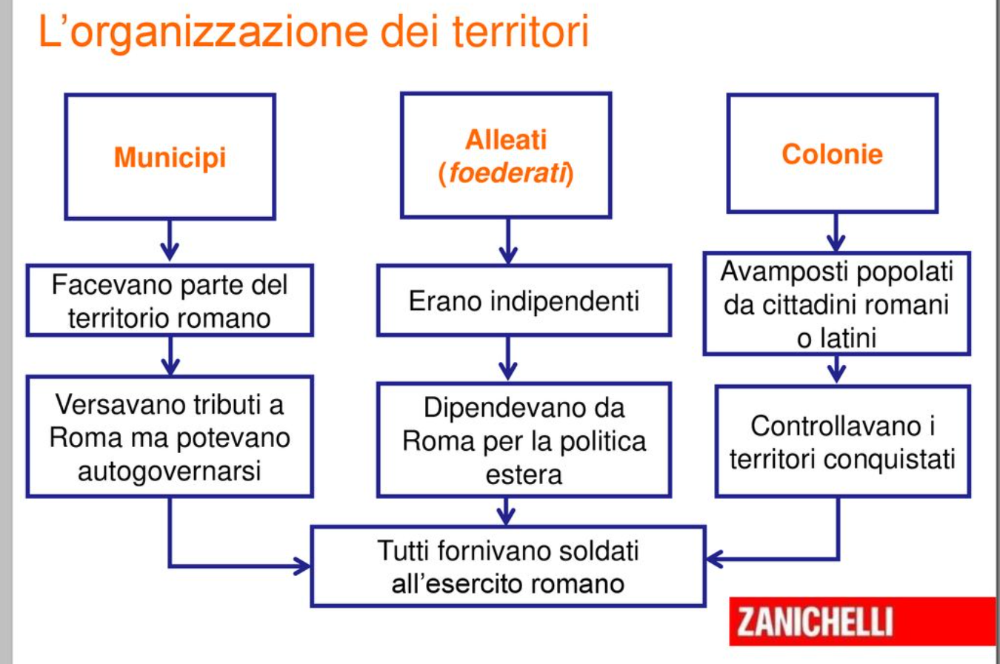 L'organizzazione dei territori
Municipi
Alleati
(foederati)
Colonie
Facevano parte del
territorio romano
Erano indipendenti
Avamposti popolati
da cittadini romani
o latini
Versavano tributi a
Roma ma potevano
autogovernarsi
Dipendevano da
Roma per la politica
estera
Controllavano i
territori conquistati
Tutti fornivano soldati
all'esercito romano
ZANICHELLI